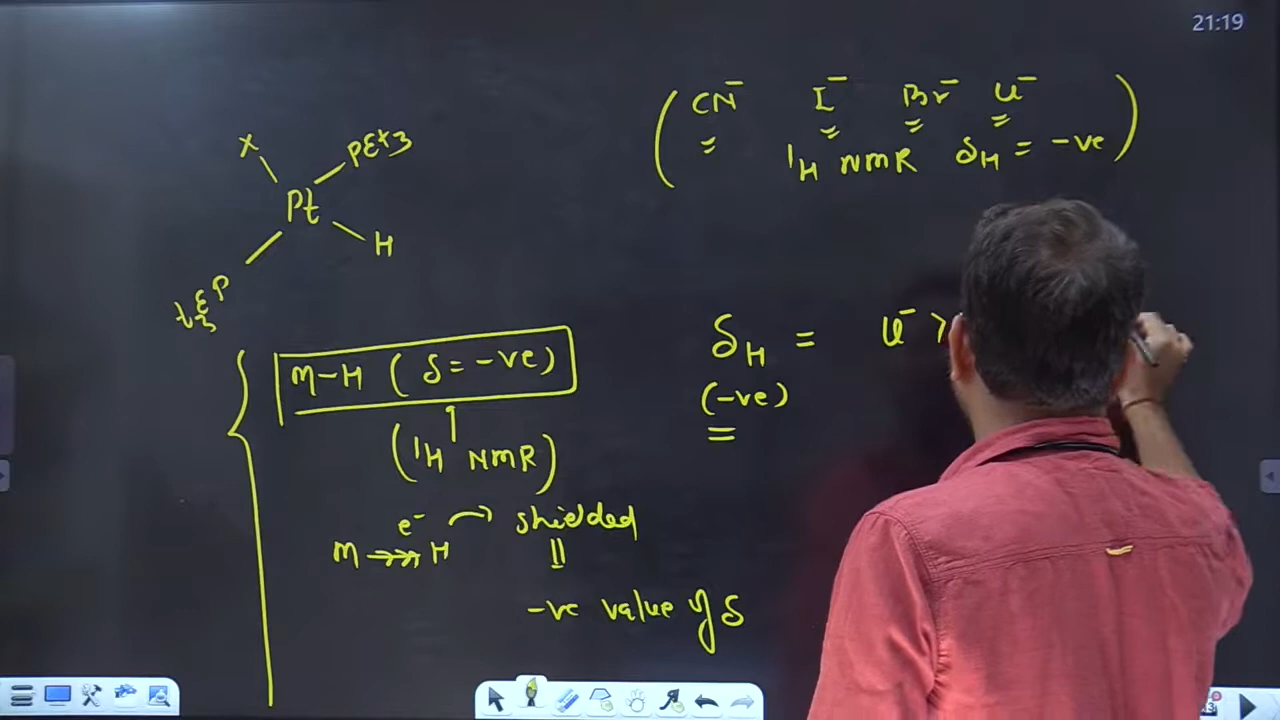 21:19
CN⁻ I⁻ Br⁻ Cl⁻
¹H NMR δH = -ve
X PEt3
Pt
H
Et3P
M-H (δ = -ve)
(¹H NMR)
e⁻ shielded
M →→→ H
-ve value of δ
δH = Cl⁻ >
(-ve)